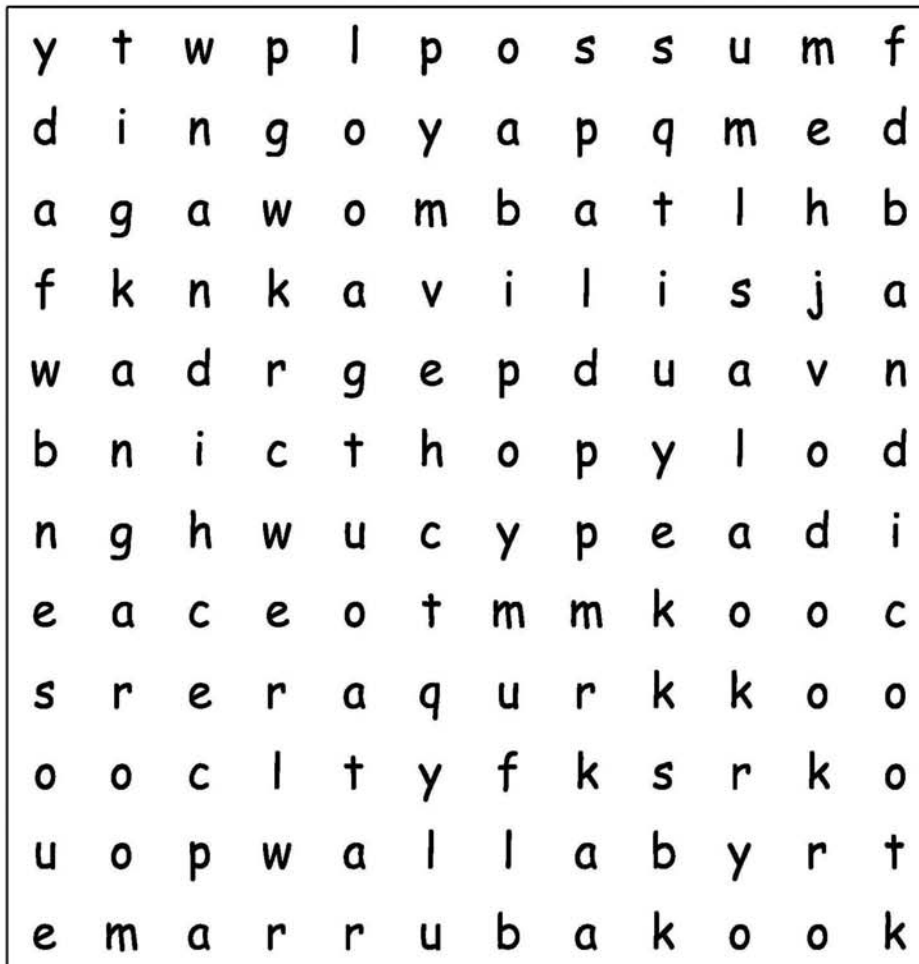 y t w p l p o s s u m f
d i n g o y a p q m e d
a g a w o m b a t l h b
f k n k a v i l i s j a
w a d r g e p d u a v n
b n i c t h o p y l o d
n g h w u c y p e a d i
e a c e o t m m k o o c
s r e r a q u r k k o o
o o c l t y f k s r k o
u o p w a l l a b y r t
e m a r r u b a k o o k